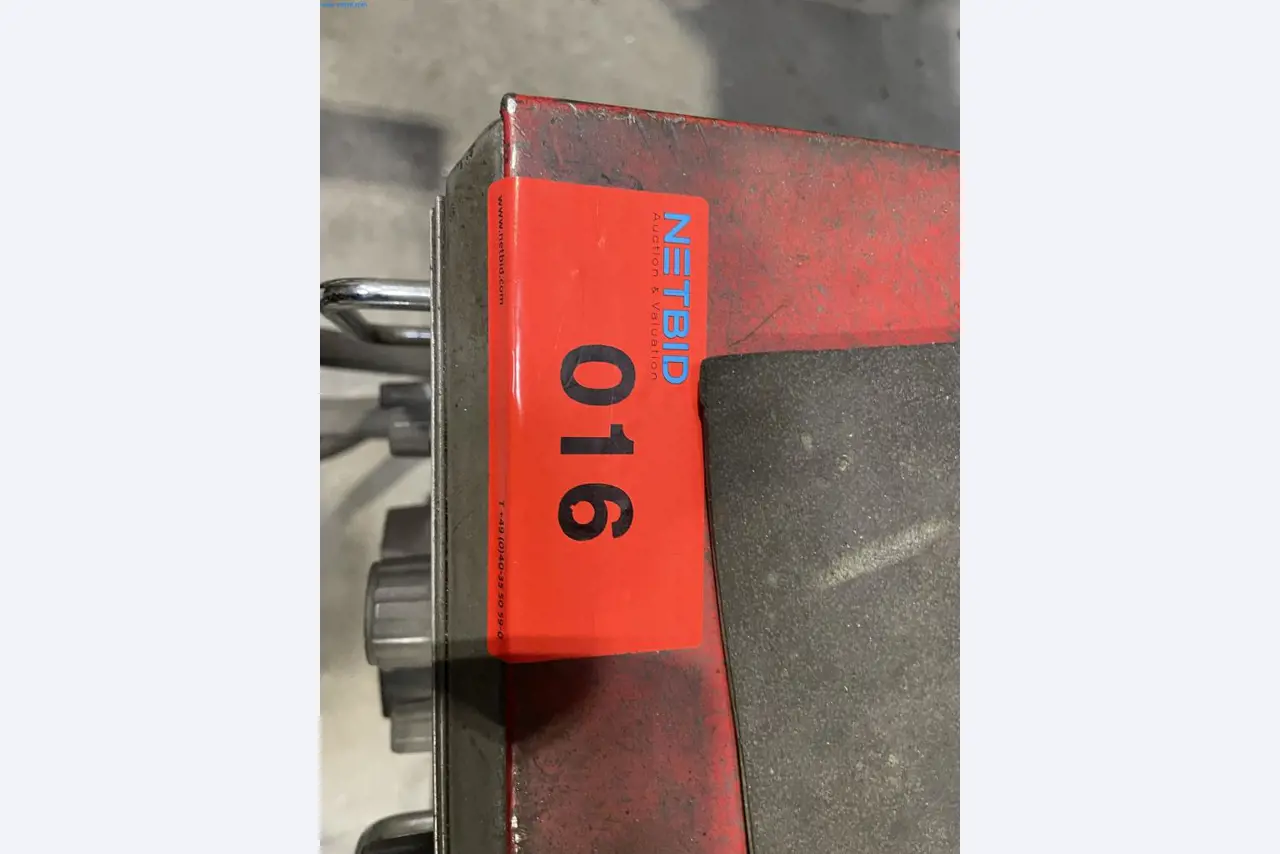 NETBID
Auction & Valuation
016
www.netbid.com
T +49 (0)40-35 50 59-0